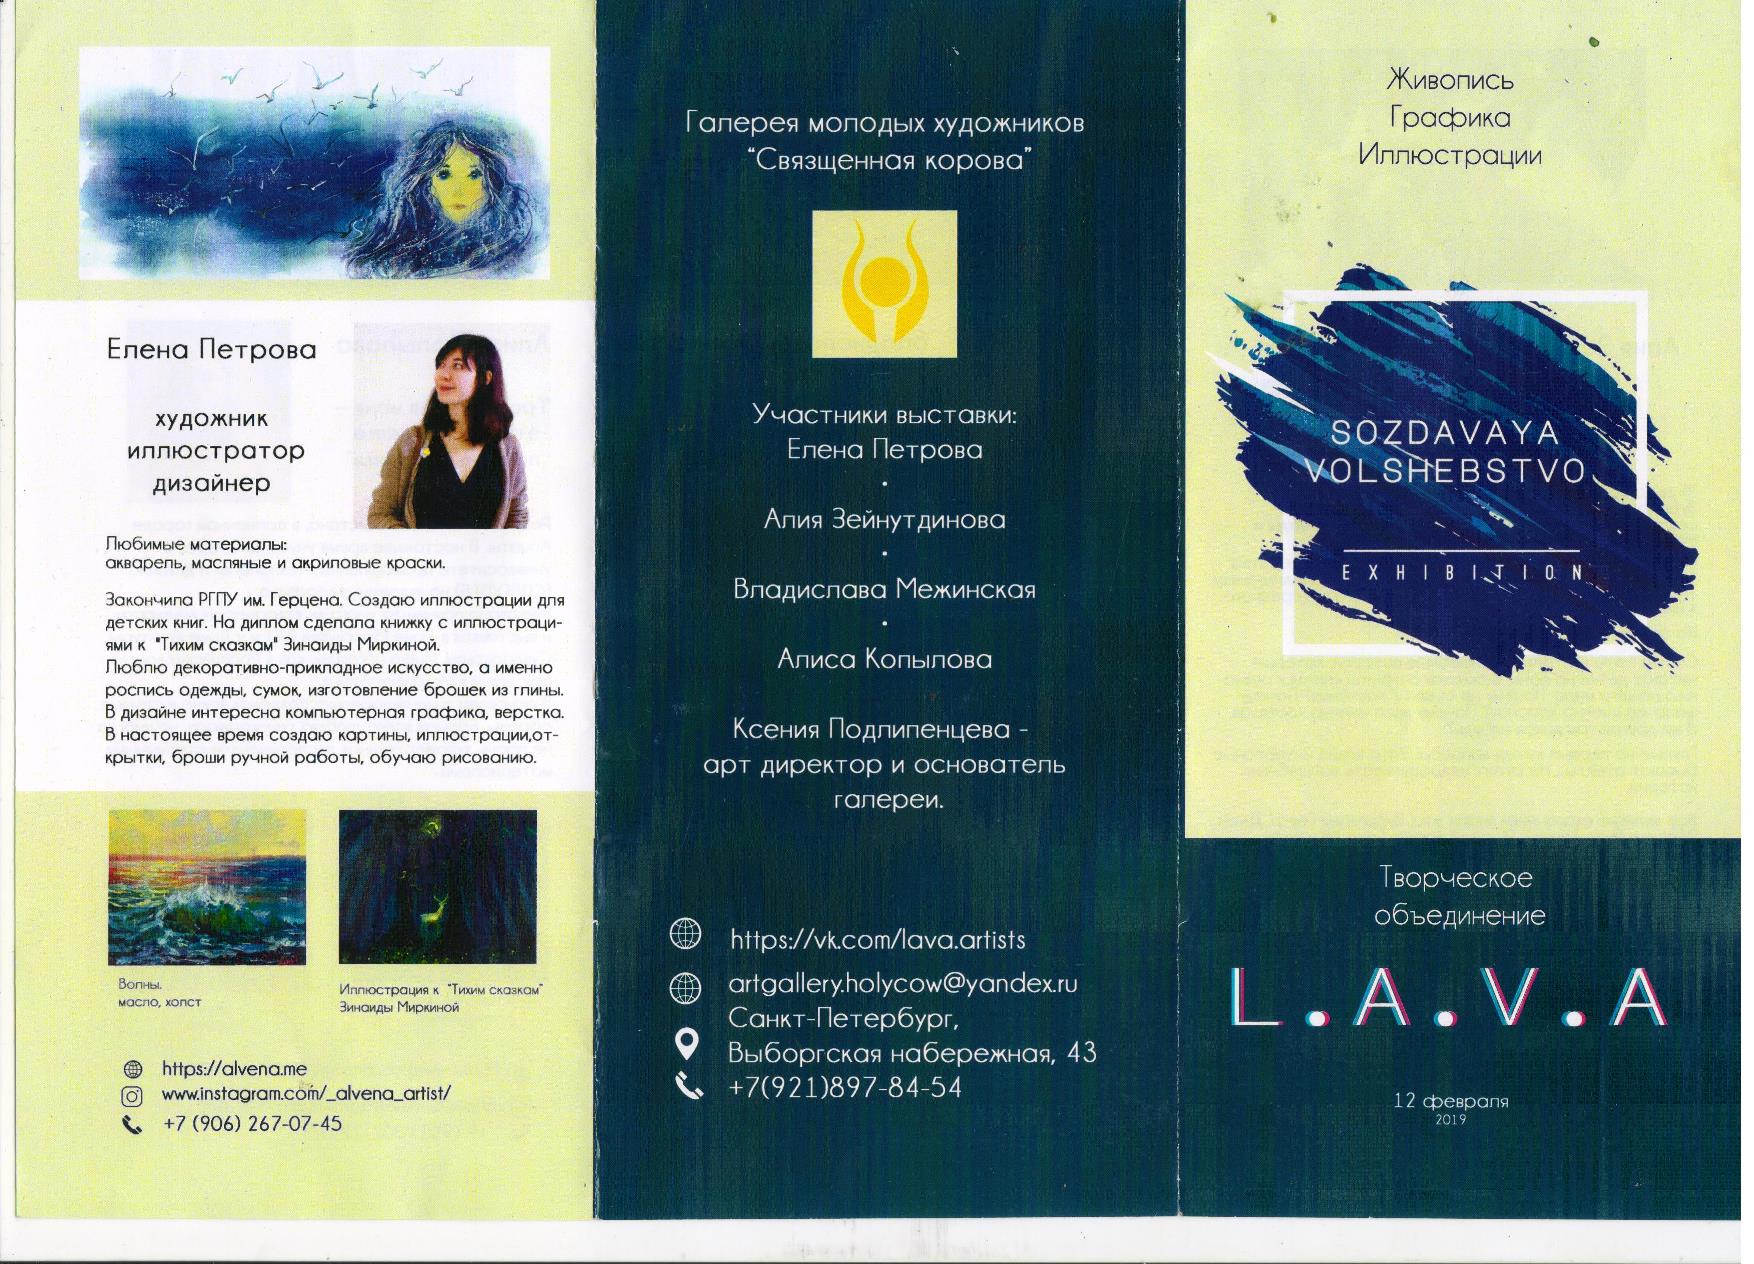 Елена Петрова
художник
иллюстратор
дизайнер
Любимые материалы:
акварель, масляные и акриловые краски.
Закончила РГПУ им. Герцена. Создаю иллюстрации для
детских книг. На диплом сделала книжку с иллюстраци-
ями к "Тихим сказкам" Зинаиды Миркиной.
Люблю декоративно-прикладное искусство, а именно
роспись одежды, сумок, изготовление брошек из глины.
В дизайне интересна компьютерная графика, верстка.
В настоящее время создаю картины, иллюстрации,от-
крытки, броши ручной работы, обучаю рисованию.
Волны.
масло, холст
Иллюстрация к "Тихим сказкам"
Зинаиды Миркиной
https://alvena.me
www.instagram.com/_alvena_artist/
+7 (906) 267-07-45
Галерея молодых художников
“Связщенная корова”
Участники выставки:
Елена Петрова
•
Алия Зейнутдинова
•
Владислава Межинская
•
Алиса Копылова
Ксения Подлипенцева -
арт директор и основатель
галереи.
https://vk.com/lava.artists
artgallery.holycow@yandex.ru
Санкт-Петербург,
Выборгская набережная, 43
+7(921)897-84-54
Живопись
Графика
Иллюстрации
SOZDAVAYA
VOLSHEBSTVO
EXHIBITION
Творческое
объединение
L.A.V.A
12 февраля
2019